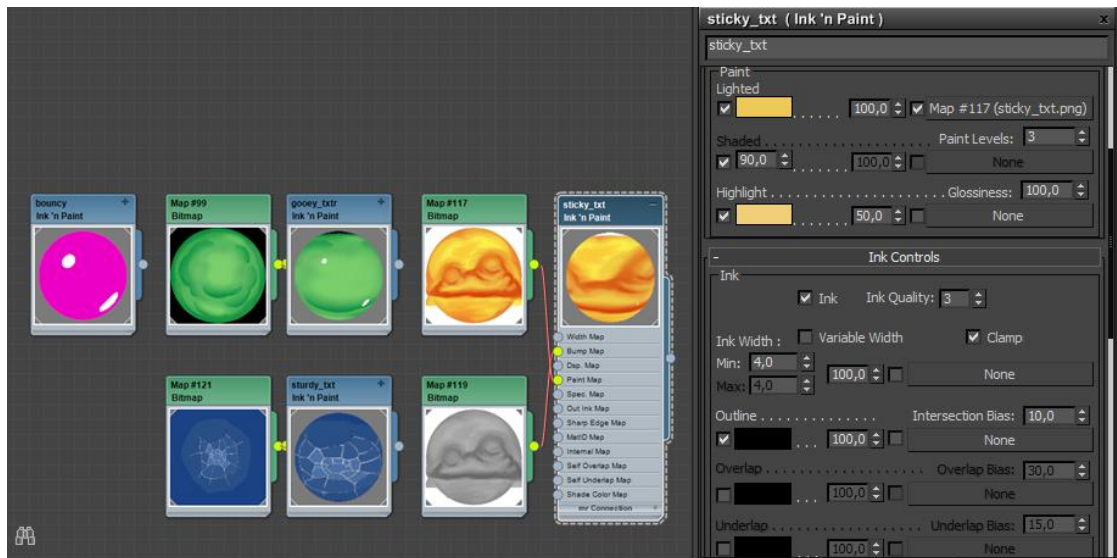 sticky_txt ( Ink 'n Paint )
x
sticky_txt
Paint
Lighted
100,0
Map #117 (sticky_txt.png)
Shaded
Paint Levels: 3
90,0
100,0
None
Highlight
Glossiness: 100,0
50,0
None
- Ink Controls
Ink
Ink
Ink Quality: 3
Ink Width :
Variable Width
Clamp
Min: 4,0
100,0
None
Max: 4,0
Outline
Intersection Bias: 10,0
100,0
None
Overlap
Overlap Bias: 30,0
100,0
None
Underlap
Underlap Bias: 15,0
100,0
None
bouncy
Ink 'n Paint
Map #99
Bitmap
gooey_txtr
Ink 'n Paint
Map #117
Bitmap
sticky_txt
Ink 'n Paint
Width Map
Bump Map
Dsp. Map
Paint Map
Spec. Map
Out Ink Map
Sharp Edge Map
MatID Map
Internal Map
Self Overlap Map
Self Underlap Map
Shade Color Map
mr Connection
Map #121
Bitmap
sturdy_txt
Ink 'n Paint
Map #119
Bitmap